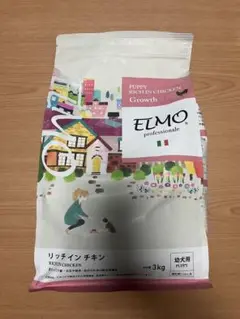 PUPPY
RICH IN CHICKEN
Growth
ELMO
professionale
リッチイン チキン
RICH IN CHICKEN
3kg
幼犬用
PUPPY